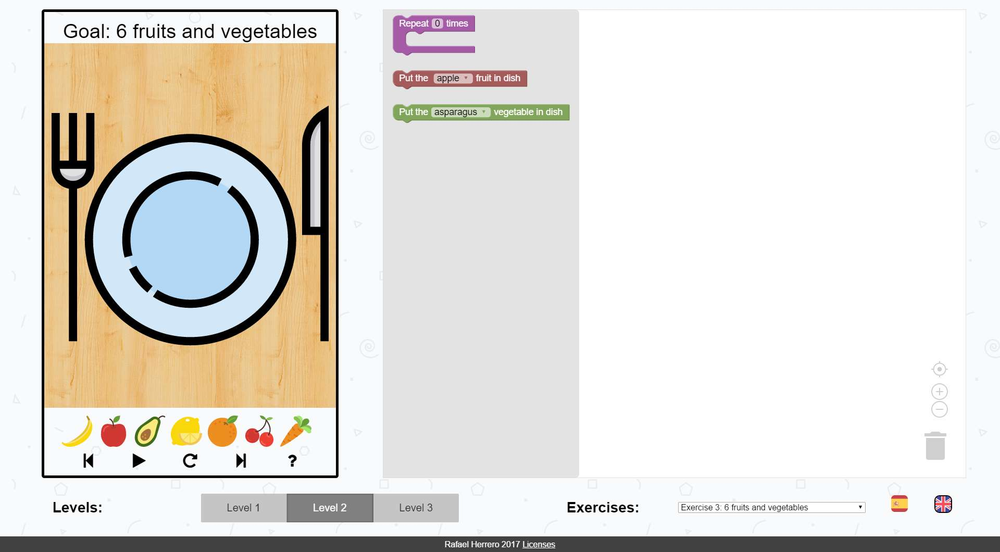 Goal: 6 fruits and vegetables
Repeat 0 times
Put the apple fruit in dish
Put the asparagus vegetable in dish
?
Levels:
Level 1
Level 2
Level 3
Exercises:
Exercise 3: 6 fruits and vegetables
Rafael Herrero 2017 Licenses